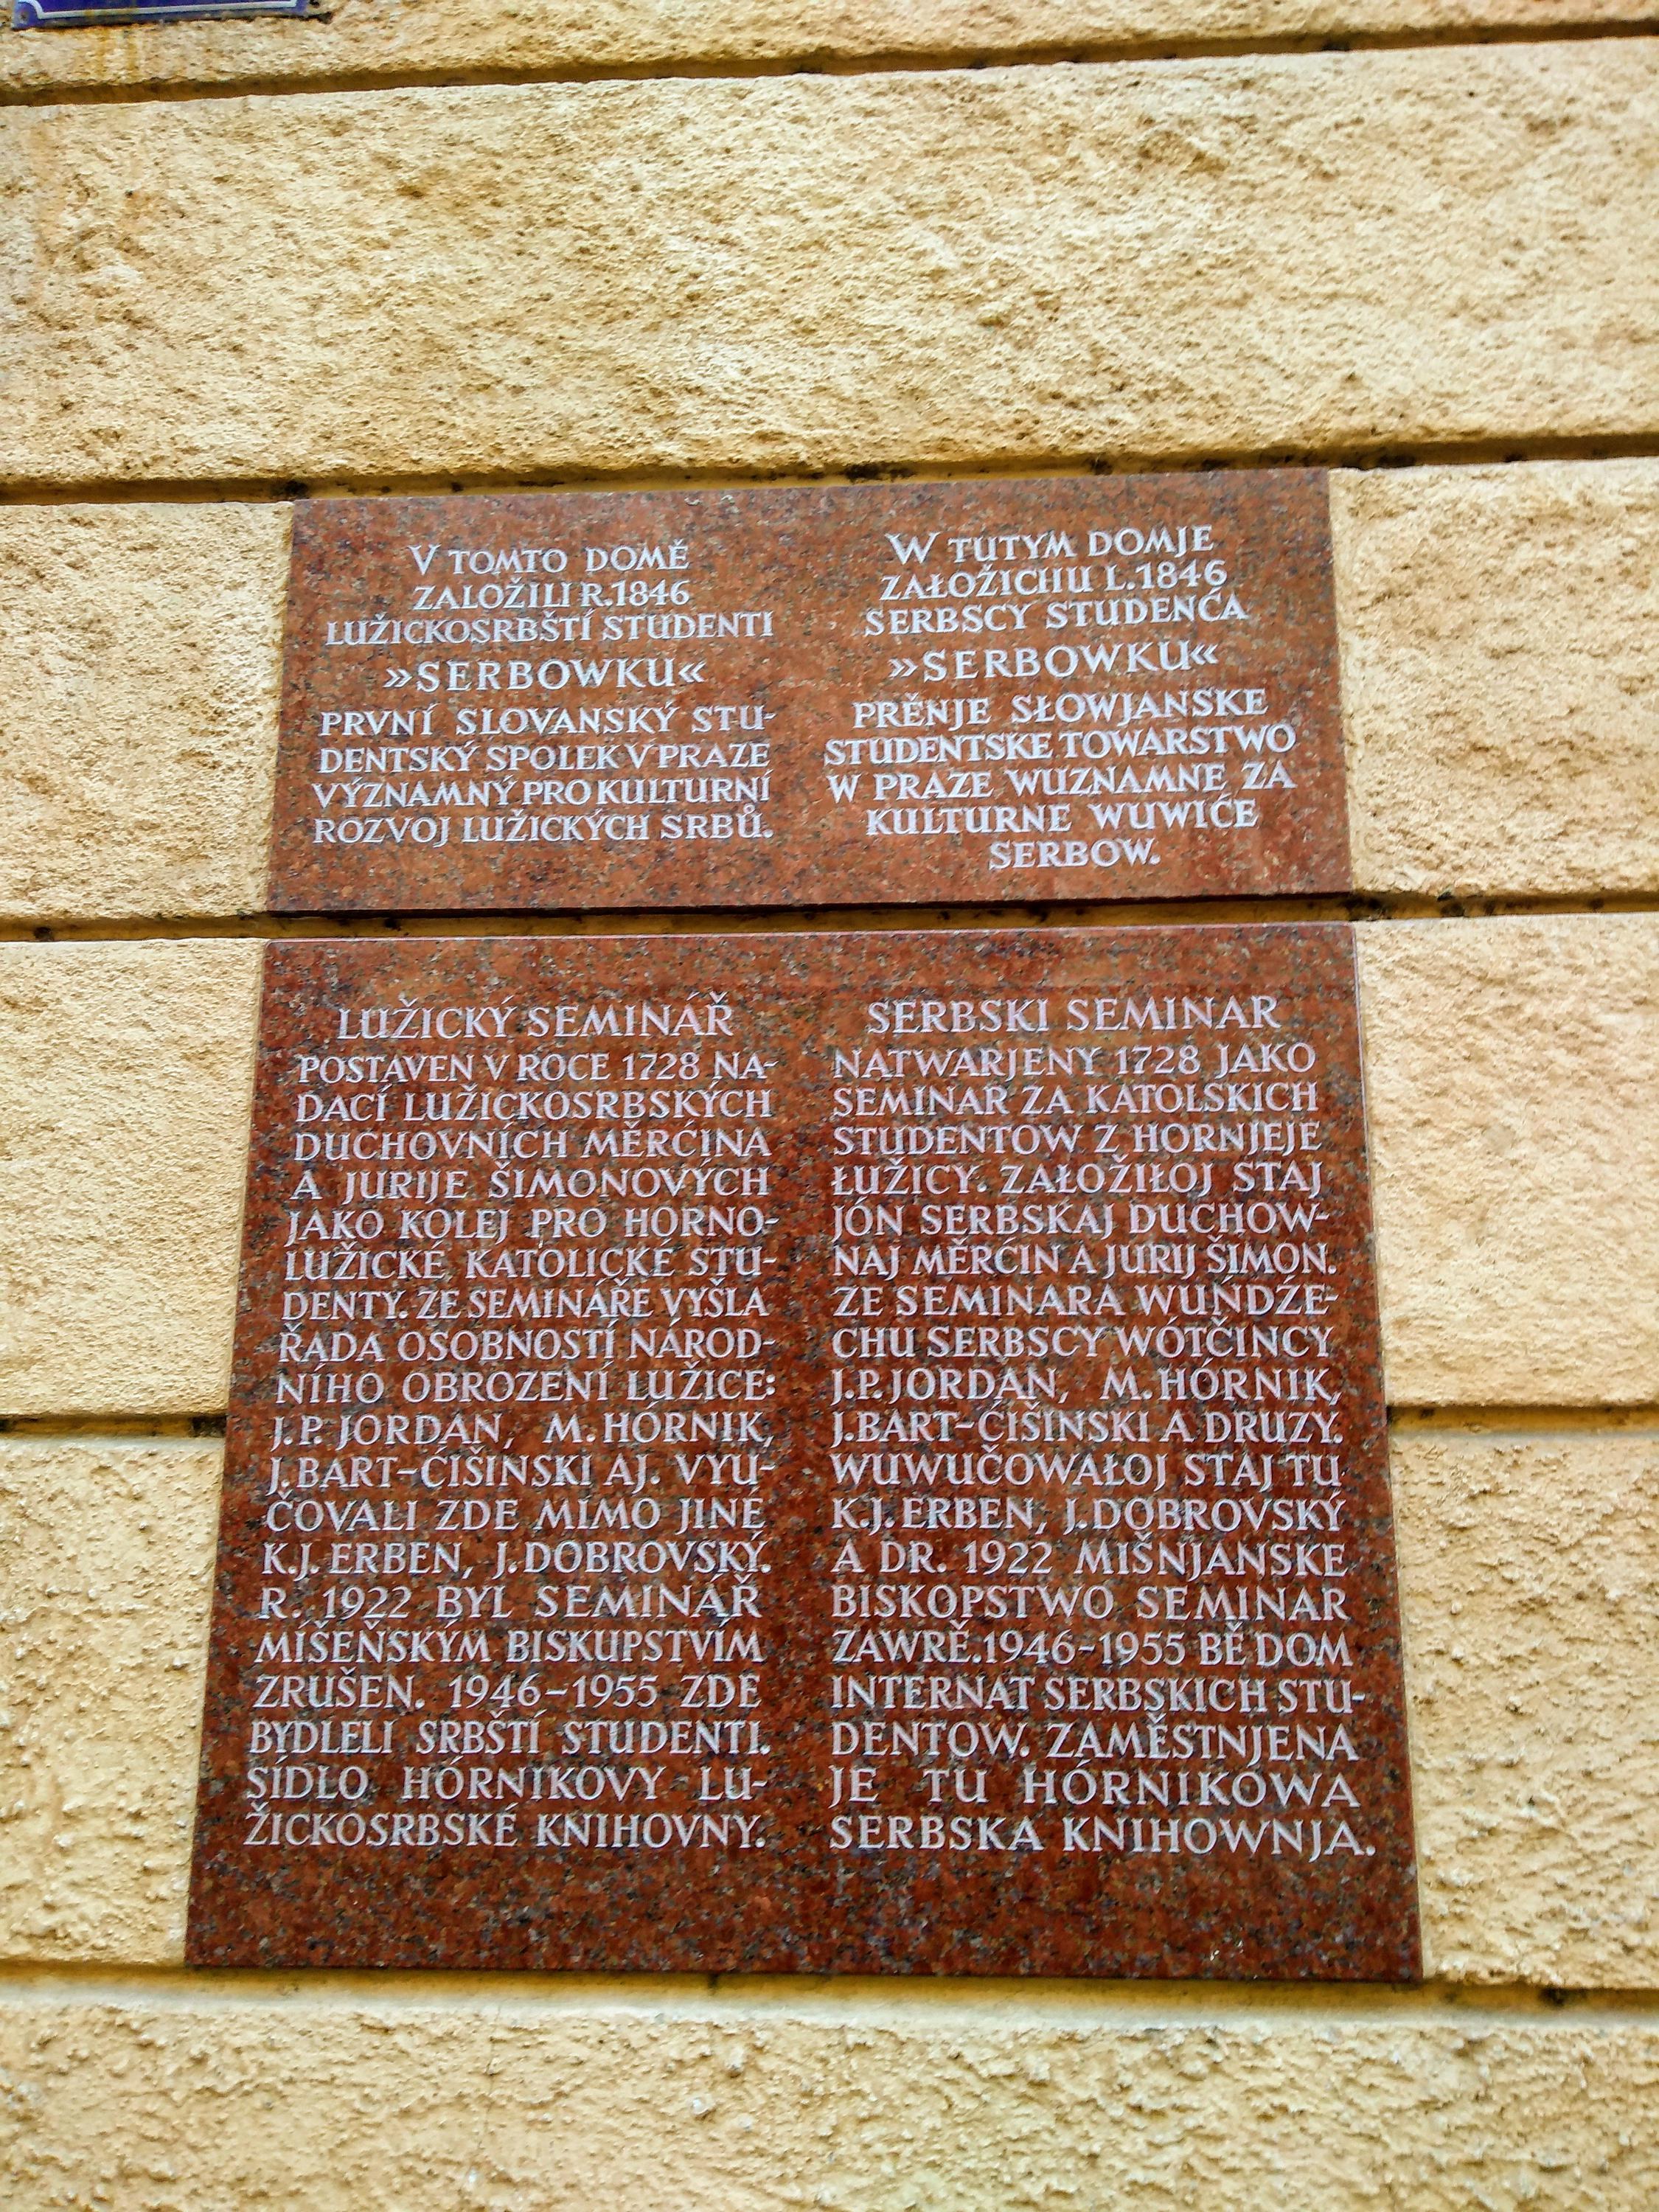 V TOMTO DOMĚ
ZALOŽILI R.1846
LUŽICKOSRBŠTÍ STUDENTI
»SERBOWKU«
PRVNÍ SLOVANSKÝ STU-
DENTSKÝ SPOLEK V PRAZE
VÝZNAMNÝ PRO KULTURNÍ
ROZVOJ LUŽICKÝCH SRBŮ.
W TUTYM DOMJE
ZAŁOŽICHU L.1846
SERBSCY STUDENĆA
»SERBOWKU«
PRĚNJE SŁOWJANSKE
STUDENTSKE TOWARSTWO
W PRAZE WUZNAMNE ZA
KULTURNE WUWIĆE
SERBOW.
LUŽICKÝ SEMINÁŘ
POSTAVEN V ROCE 1728 NA-
DACÍ LUŽICKOSRBSKÝCH
DUCHOVNÍCH MĚRĆINA
A JURIJE ŠIMONOVÝCH
JAKO KOLEJ PRO HORNO-
LUŽICKÉ KATOLICKÉ STU-
DENTY. ZE SEMINÁŘE VYŠLA
ŘADA OSOBNOSTÍ NÁROD-
NÍHO OBROZENÍ LUŽICE:
J.P. JORDAN, M. HÓRNIK,
J. BART-ĆIŠINSKI AJ. VYU-
ČOVALI ZDE MIMO JINÉ
K.J. ERBEN, J. DOBROVSKÝ.
R. 1922 BYL SEMINÁŘ
MÍŠEŇSKÝM BISKUPSTVÍM
ZRUŠEN. 1946-1955 ZDE
BYDLELI SRBŠTÍ STUDENTI.
SÍDLO HÓRNIKOVY LU-
ŽICKOSRBSKÉ KNIHOVNY.
SERBSKI SEMINAR
NATWARJENY 1728 JAKO
SEMINAR ZA KATOLSKICH
STUDENTOW Z HORNJEJE
ŁUŽICY. ZAŁOŽIŁOJ STAJ
JÓN SERBSKAJ DUCHOW-
NAJ MĚRĆIN A JURIJ ŠIMON.
ZE SEMINARA WUŃDŹE-
CHU SERBSCY WÓTČINCY
J.P. JORDAN, M. HÓRNIK,
J. BART-ĆIŠINSKI A DRUZY.
WUWUČOWAŁOJ STAJ TU
K.J. ERBEN, J. DOBROVSKÝ
A DR. 1922 MIŠNJANSKE
BISKOPSTWO SEMINAR
ZAWRĚ. 1946-1955 BĚ DOM
INTERNAT SERBSKICH STU-
DENTOW. ZAMĚSTNJENA
JE TU HÓRNIKOWA
SERBSKA KNIHOWNJA.